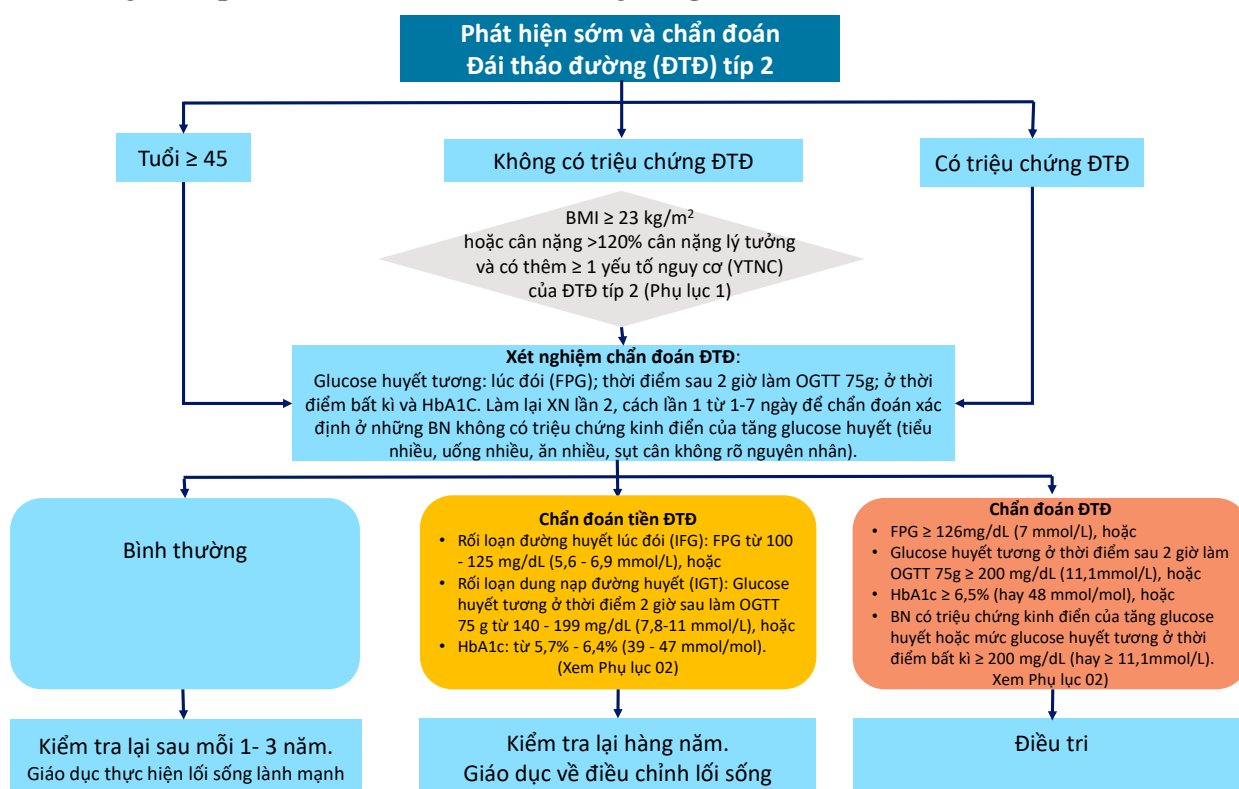 Phát hiện sớm và chẩn đoán
Đái tháo đường (ĐTĐ) típ 2
Tuổi ≥ 45
Không có triệu chứng ĐTĐ
Có triệu chứng ĐTĐ
BMI ≥ 23 kg/m²
hoặc cân nặng >120% cân nặng lý tưởng
và có thêm ≥ 1 yếu tố nguy cơ (YTNC)
của ĐTĐ típ 2 (Phụ lục 1)
Xét nghiệm chẩn đoán ĐTĐ:
Glucose huyết tương: lúc đói (FPG); thời điểm sau 2 giờ làm OGTT 75g; ở thời
điểm bất kì và HbA1C. Làm lại XN lần 2, cách lần 1 từ 1-7 ngày để chẩn đoán xác
định ở những BN không có triệu chứng kinh điển của tăng glucose huyết (tiểu
nhiều, uống nhiều, ăn nhiều, sụt cân không rõ nguyên nhân).
Bình thường
Chẩn đoán tiền ĐTĐ
• Rối loạn đường huyết lúc đói (IFG): FPG từ 100
- 125 mg/dL (5,6 - 6,9 mmol/L), hoặc
• Rối loạn dung nạp đường huyết (IGT): Glucose
huyết tương ở thời điểm 2 giờ sau làm OGTT
75 g từ 140 - 199 mg/dL (7,8-11 mmol/L), hoặc
• HbA1c: từ 5,7% - 6,4% (39 - 47 mmol/mol).
(Xem Phụ lục 02)
Chẩn đoán ĐTĐ
• FPG ≥ 126mg/dL (7 mmol/L), hoặc
• Glucose huyết tương ở thời điểm sau 2 giờ làm
OGTT 75g ≥ 200 mg/dL (11,1mmol/L), hoặc
• HbA1c ≥ 6,5% (hay 48 mmol/mol), hoặc
• BN có triệu chứng kinh điển của tăng glucose
huyết hoặc mức glucose huyết tương ở thời
điểm bất kì ≥ 200 mg/dL (hay ≥ 11,1mmol/L).
Xem Phụ lục 02)
Kiểm tra lại sau mỗi 1- 3 năm.
Giáo dục thực hiện lối sống lành mạnh
Kiểm tra lại hàng năm.
Giáo dục về điều chỉnh lối sống
Điều tri